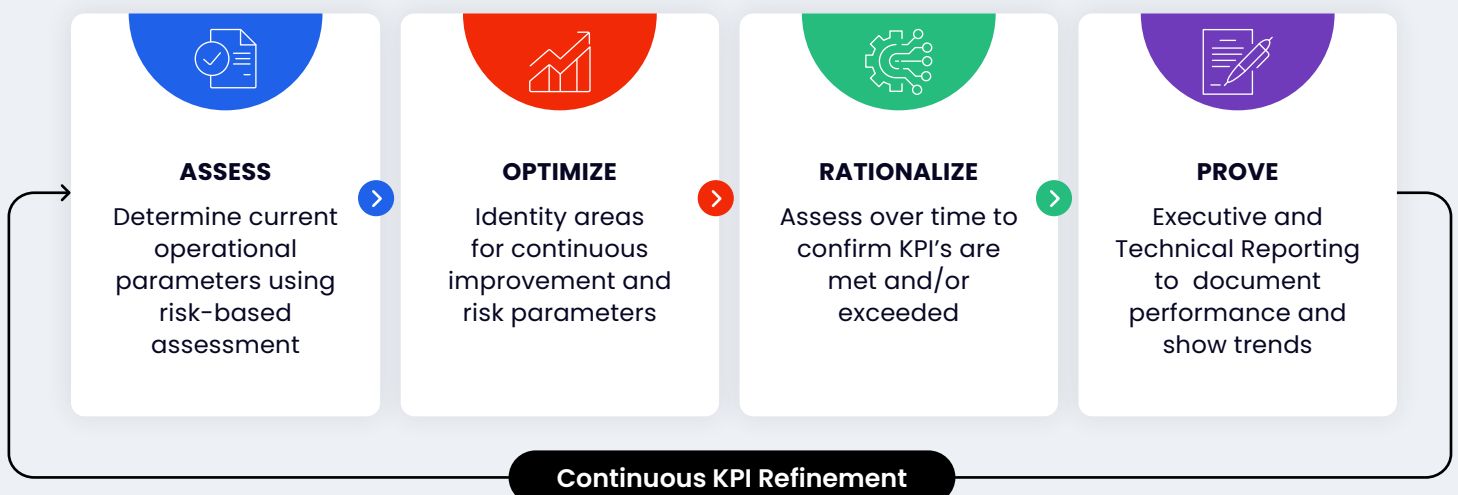 ASSESS
Determine current
operational
parameters using
risk-based
assessment
OPTIMIZE
Identity areas
for continuous
improvement and
risk parameters
RATIONALIZE
Assess over time to
confirm KPI’s are
met and/or
exceeded
PROVE
Executive and
Technical Reporting
to  document
performance and
show trends
Continuous KPI Refinement